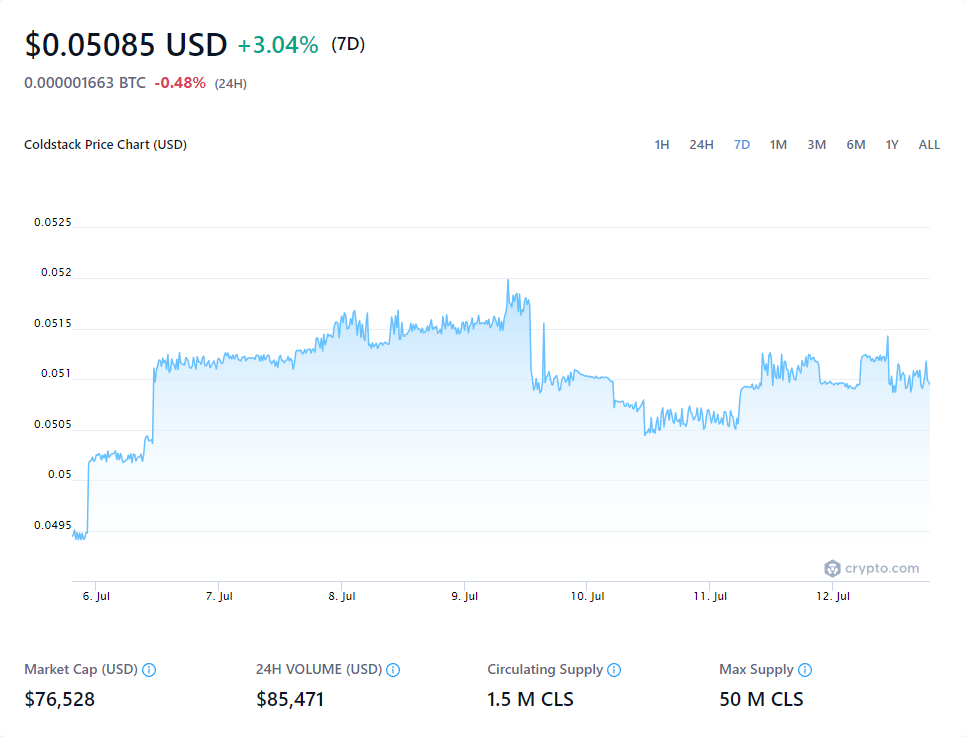 $0.05085 USD +3.04% (7D)
0.000001663 BTC -0.48% (24H)
Coldstack Price Chart (USD) 1H 24H 7D 1M 3M 6M 1Y ALL
0.0525
0.052
0.0515
0.051
0.0505
0.05
0.0495
crypto.com
6. Jul 7. Jul 8. Jul 9. Jul 10. Jul 11. Jul 12. Jul
Market Cap (USD) 24H VOLUME (USD) Circulating Supply Max Supply
$76,528 $85,471 1.5 M CLS 50 M CLS